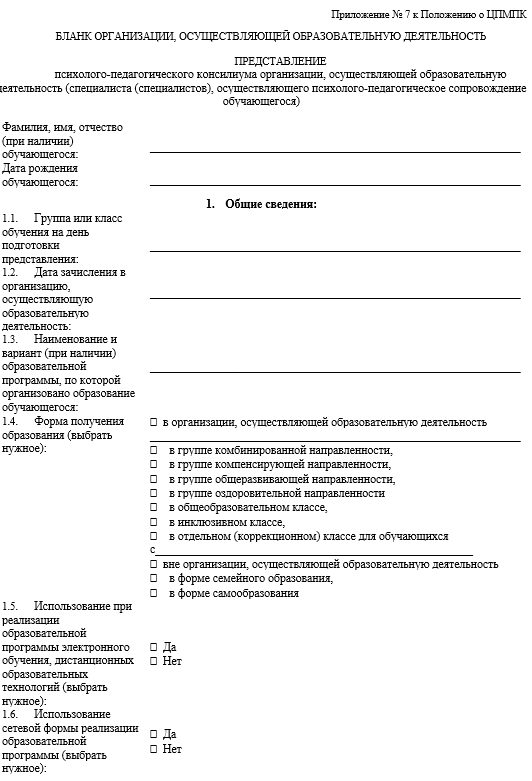 Приложение № 7 к Положению о ЦПМПК
БЛАНК ОРГАНИЗАЦИИ, ОСУЩЕСТВЛЯЮЩЕЙ ОБРАЗОВАТЕЛЬНУЮ ДЕЯТЕЛЬНОСТЬ
ПРЕДСТАВЛЕНИЕ
психолого-педагогического консилиума организации, осуществляющей образовательную
деятельность (специалиста (специалистов), осуществляющего психолого-педагогическое сопровождение
обучающегося)
Фамилия, имя, отчество
(при наличии)
обучающегося:
Дата рождения
обучающегося:
1. Общие сведения:
1.1. Группа или класс
обучения на день
подготовки
представления:
1.2. Дата зачисления в
организацию,
осуществляющую
образовательную
деятельность:
1.3. Наименование и
вариант (при наличии)
образовательной
программы, по которой
организовано образование
обучающегося:
1.4. Форма получения
образования (выбрать
нужное):
☐ в организации, осуществляющей образовательную деятельность
☐ в группе комбинированной направленности,
☐ в группе компенсирующей направленности,
☐ в группе общеразвивающей направленности,
☐ в группе оздоровительной направленности
☐ в общеобразовательном классе,
☐ в инклюзивном классе,
☐ в отдельном (коррекционном) классе для обучающихся
с
☐ вне организации, осуществляющей образовательную деятельность
☐ в форме семейного образования,
☐ в форме самообразования
1.5. Использование при
реализации
образовательной
программы электронного
обучения, дистанционных
образовательных
технологий (выбрать
нужное):
☐ Да
☐ Нет
1.6. Использование
сетевой формы реализации
образовательной
программы (выбрать
нужное):
☐ Да
☐ Нет